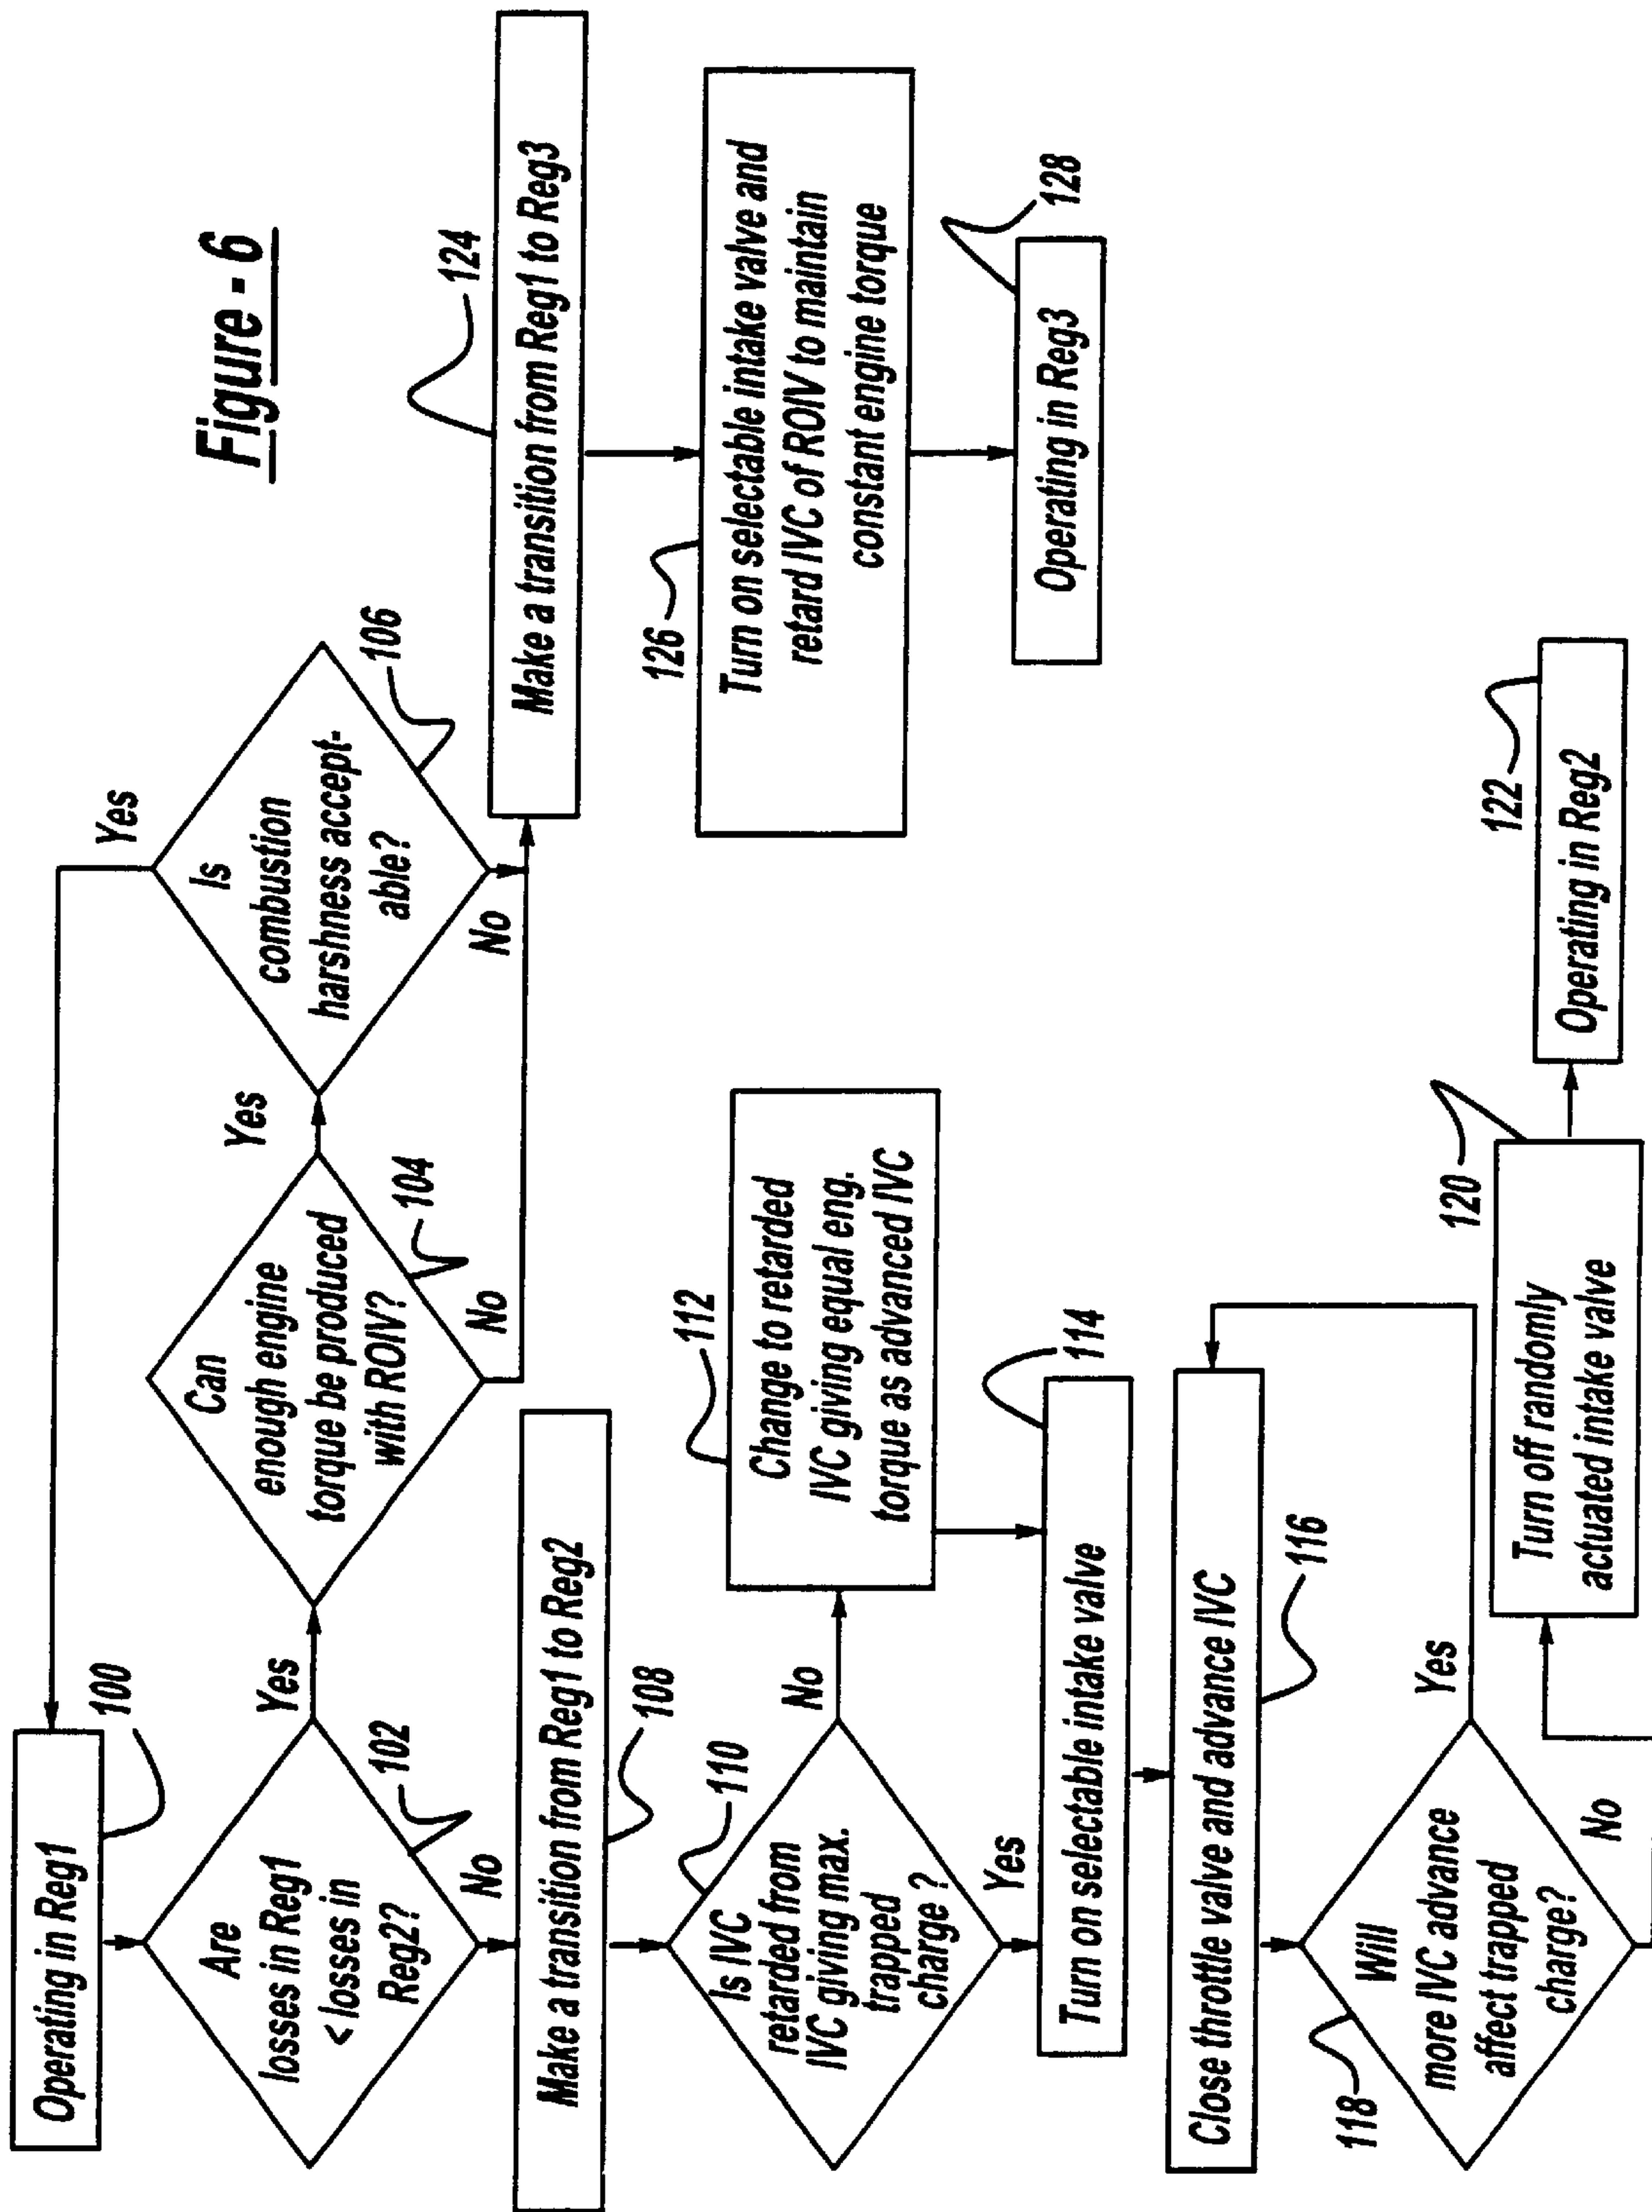 Figure - 6
Operating in Reg1
100
Are
losses in Reg1
< losses in
Reg2?
102
Yes
No
Can
enough engine
torque be produced
with ROIV?
104
Yes
No
Is
combustion
harshness accept-
able?
106
Yes
No
Make a transition from Reg1 to Reg3
124
Turn on selectable intake valve and
retard IVC of ROIV to maintain
constant engine torque
126
Operating in Reg3
128
Make a transition from Reg1 to Reg2
108
Is IVC
retarded from
IVC giving max.
trapped
charge ?
110
No
Yes
Change to retarded
IVC giving equal eng.
torque as advanced IVC
112
Turn on selectable intake valve
114
Close throttle valve and advance IVC
116
Will
more IVC advance
affect trapped
charge?
118
Yes
No
Turn off randomly
actuated intake valve
120
Operating in Reg2
122